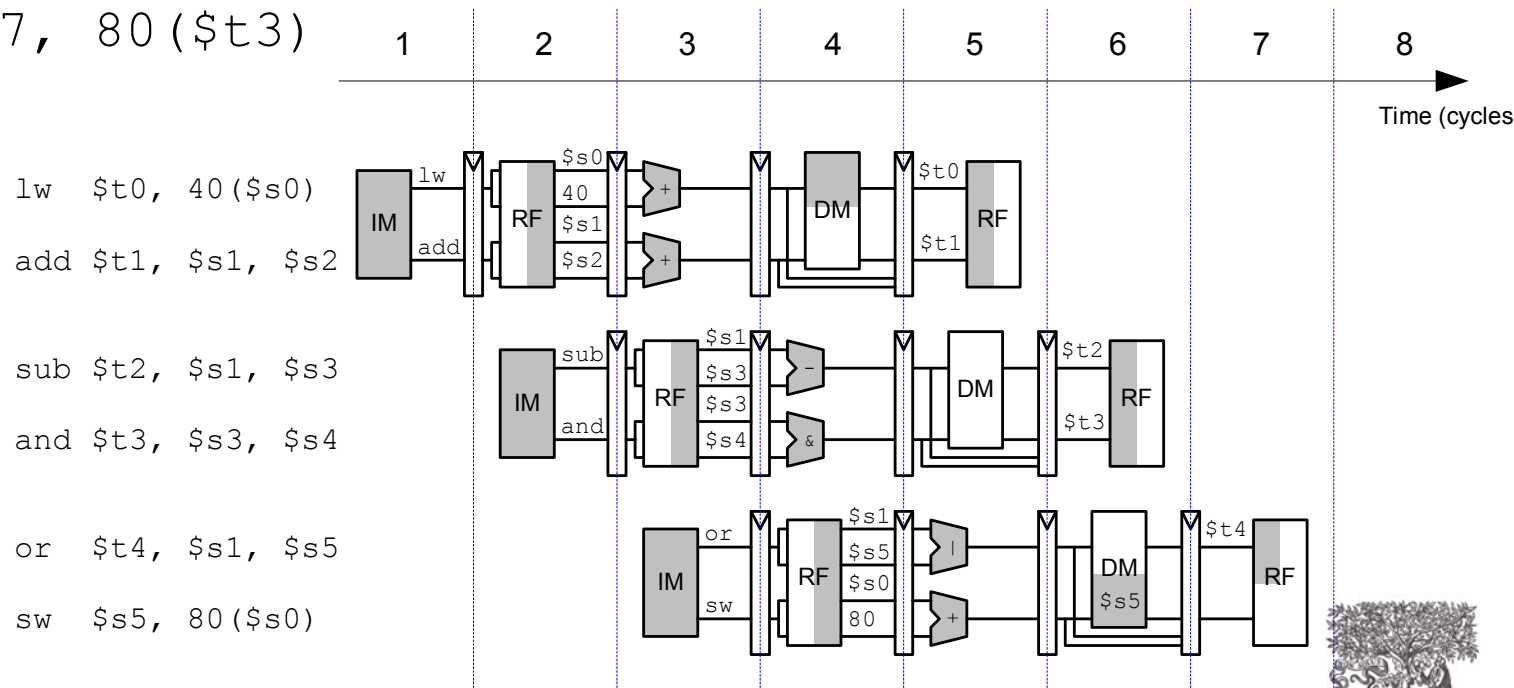 7, 80($t3)
1 2 3 4 5 6 7 8
Time (cycles
lw $t0, 40($s0)
add $t1, $s1, $s2
IM
lw
add
RF
$s0
40
$s1
$s2
+
+
DM
$t0
$t1
RF
sub $t2, $s1, $s3
and $t3, $s3, $s4
IM
sub
and
RF
$s1
$s3
$s3
$s4
-
&
DM
$t2
$t3
RF
or $t4, $s1, $s5
sw $s5, 80($s0)
IM
or
sw
RF
$s1
$s5
$s0
80
|
+
DM
$s5
$t4
RF